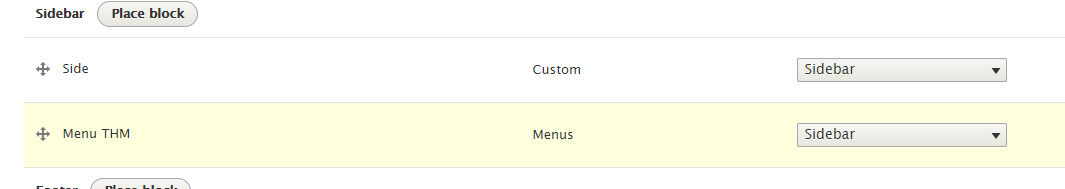 Sidebar Place block
Side Custom Sidebar
Menu THM Menus Sidebar
Footer Place block